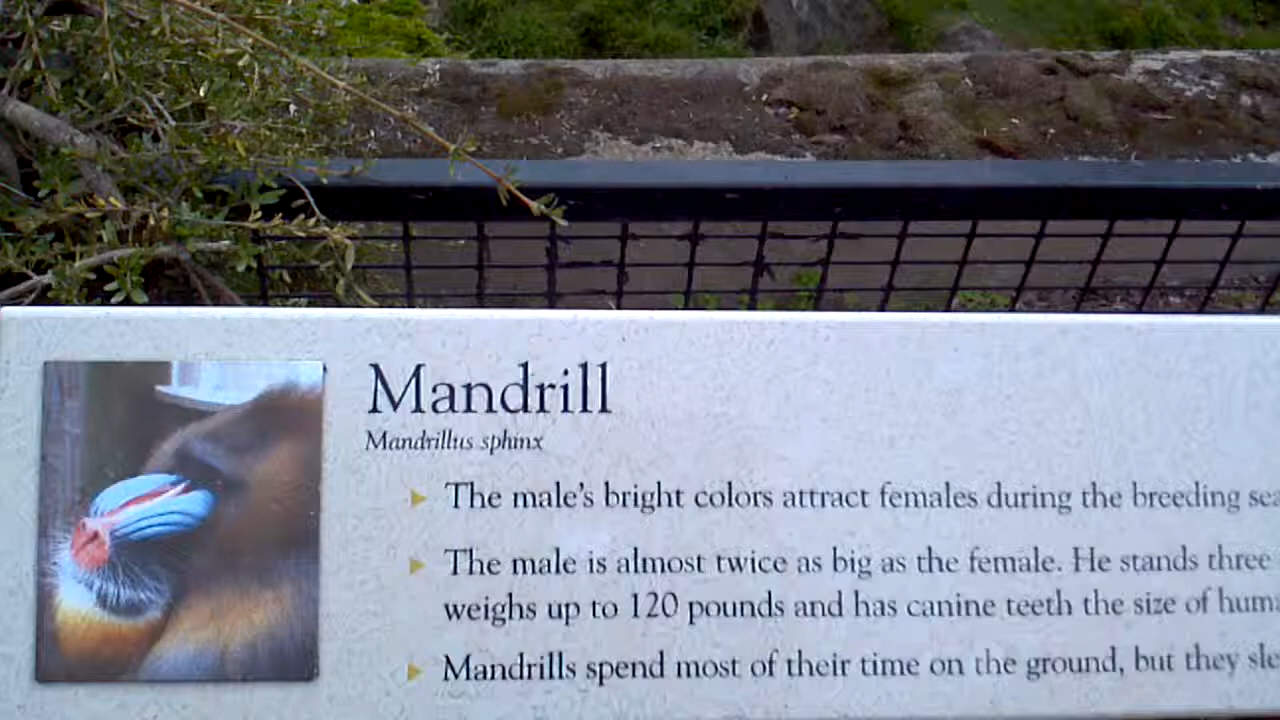 Mandrill
Mandrillus sphinx
The male's bright colors attract females during the breeding
The male is almost twice as big as the female. He stands three
weighs up to 120 pounds and has canine teeth the size of
Mandrills spend most of their time on the ground, but they